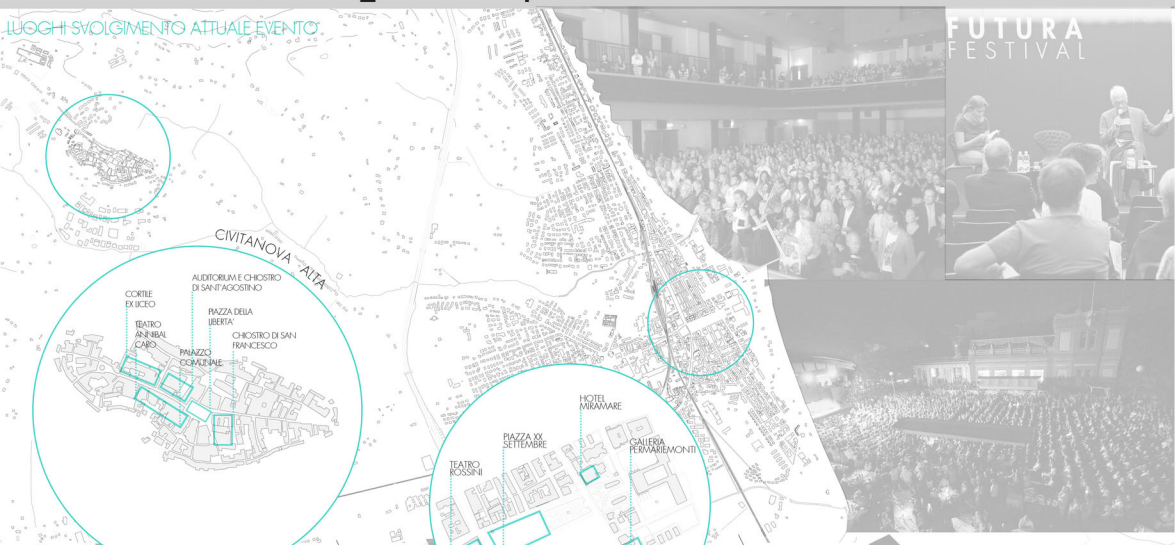 LUOGHI SVOLGIMENTO ATTUALE EVENTO
FUTURA
FESTIVAL
CIVITANOVA ALTA
AUDITORIUM E CHIOSTRO
DI SANT'AGOSTINO
CORTILE
EX LICEO
PIAZZA DELLA
LIBERTA'
TEATRO
ANNIBAL
CARO
CHIOSTRO DI SAN
FRANCESCO
PALAZZO
COMUNALE
HOTEL
MIRAMARE
PIAZZA XX
SETTEMBRE
GALLERIA
PERMARIEMONTI
TEATRO
ROSSINI